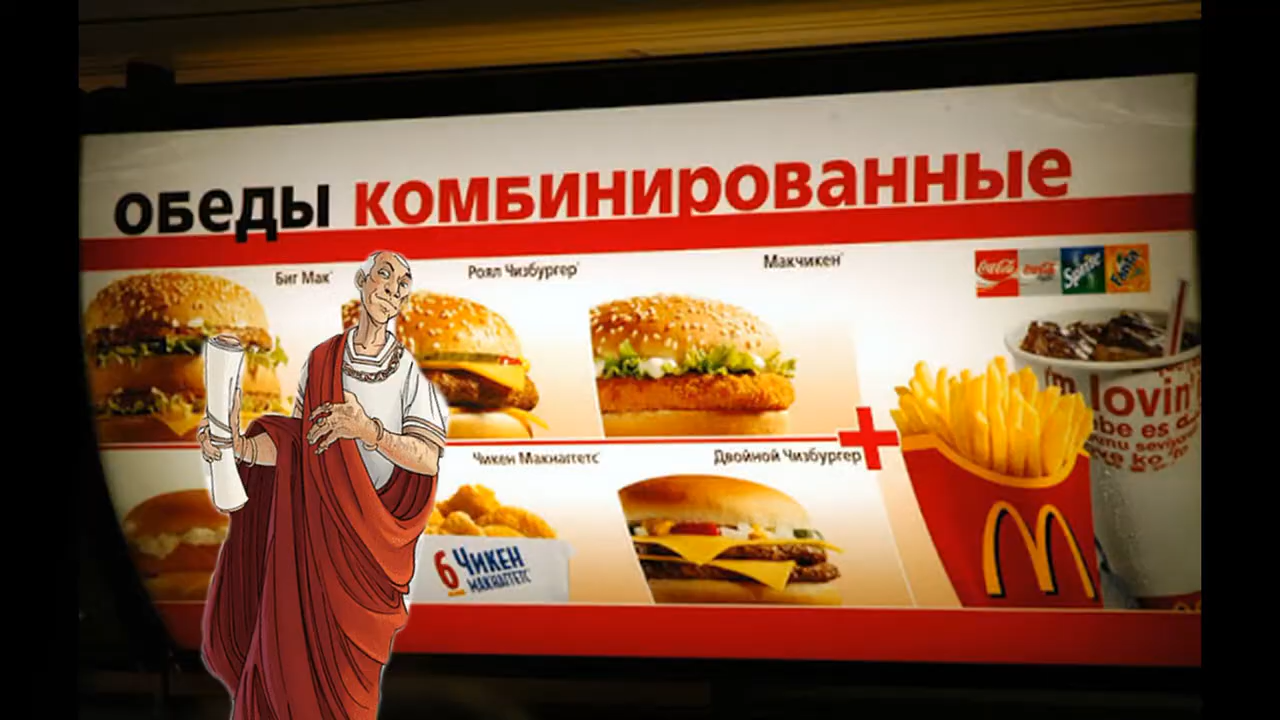 обеды комбинированные
Биг Мак
Роял Чизбургер
Макчикен
Coca-Cola
Sprite
Fanta
Чикен Макнаггетс
Двойной Чизбургер
6 Чикен
Макнаггетс
i'm lovin'